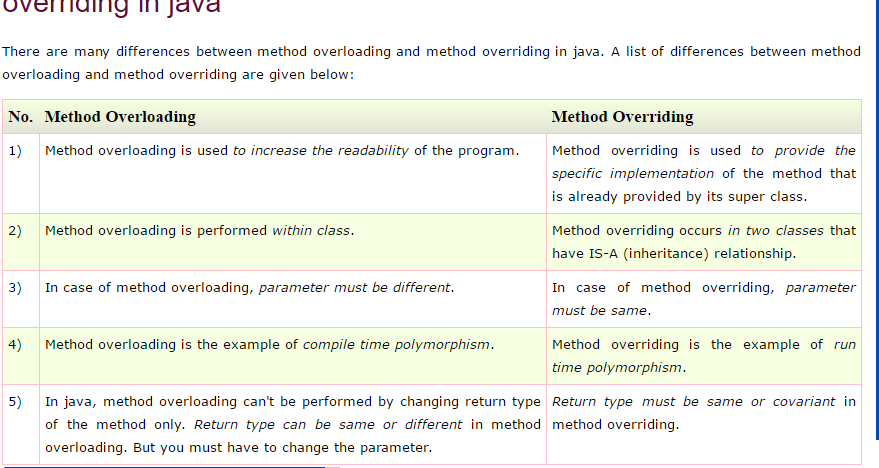 overriding in java
There are many differences between method overloading and method overriding in java. A list of differences between method
overloading and method overriding are given below:
No. Method Overloading Method Overriding
1) Method overloading is used to increase the readability of the program.
Method overriding is used to provide the
specific implementation of the method that
is already provided by its super class.
2) Method overloading is performed within class.
Method overriding occurs in two classes that
have IS-A (inheritance) relationship.
3) In case of method overloading, parameter must be different.
In case of method overriding, parameter
must be same.
4) Method overloading is the example of compile time polymorphism.
Method overriding is the example of run
time polymorphism.
5) In java, method overloading can't be performed by changing return type
of the method only. Return type can be same or different in method
overloading. But you must have to change the parameter.
Return type must be same or covariant in
method overriding.